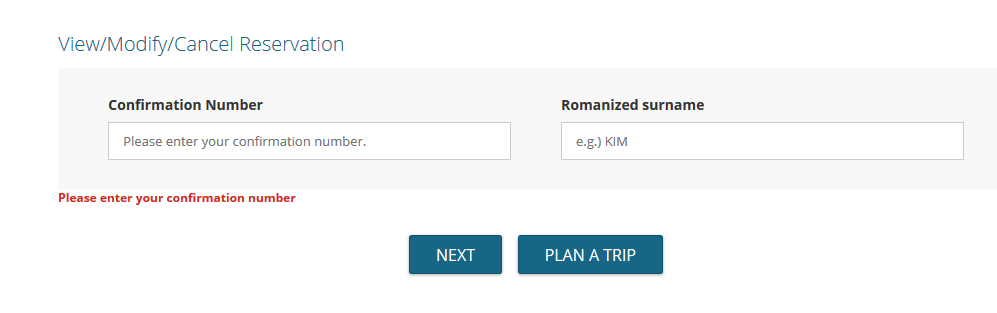 View/Modify/Cancel Reservation
Confirmation Number
Romanized surname
Please enter your confirmation number.
e.g.) KIM
Please enter your confirmation number
NEXT
PLAN A TRIP